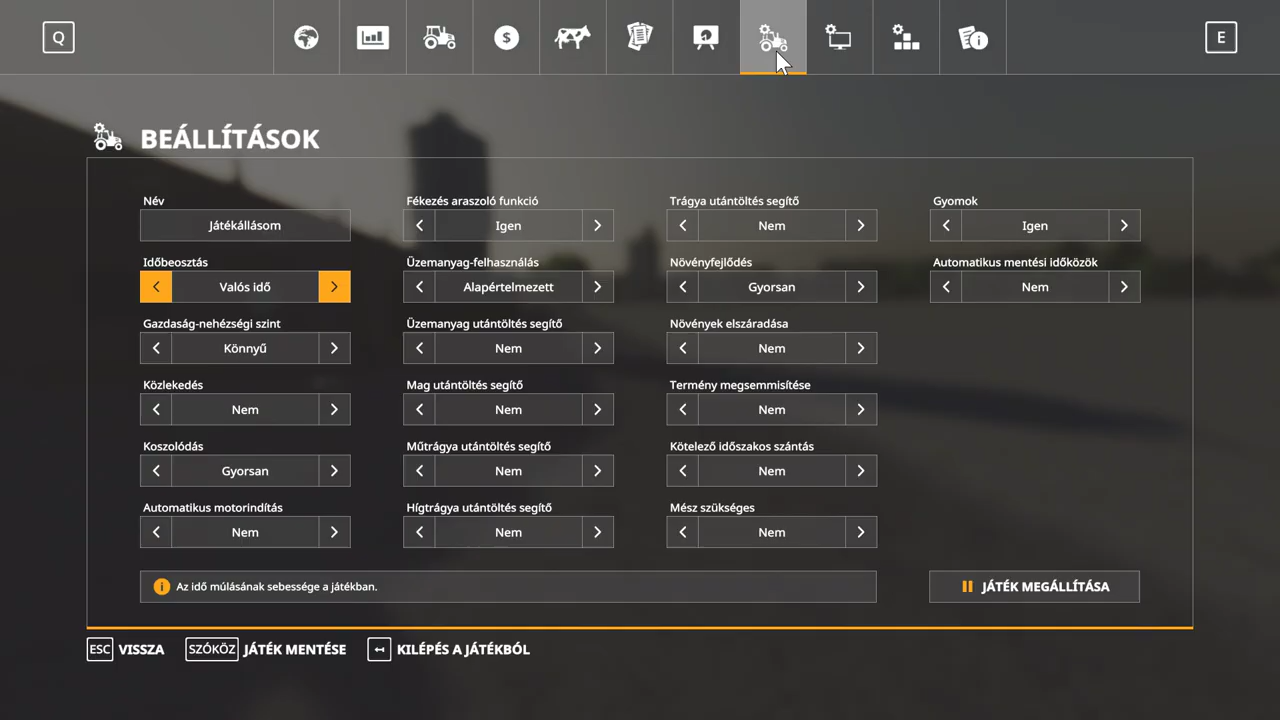 Q
E
BEÁLLÍTÁSOK
Név
Játékállásom
Időbeosztás
Valós idő
Gazdaság-nehézségi szint
Könnyű
Közlekedés
Nem
Koszolódás
Gyorsan
Automatikus motorindítás
Nem
Fékezés araszoló funkció
Igen
Üzemanyag-felhasználás
Alapértelmezett
Üzemanyag utántöltés segítő
Nem
Mag utántöltés segítő
Nem
Műtrágya utántöltés segítő
Nem
Hígtrágya utántöltés segítő
Nem
Trágya utántöltés segítő
Nem
Növényfejlődés
Gyorsan
Növények elszáradása
Nem
Termény megsemmisítése
Nem
Kötelező időszakos szántás
Nem
Mész szükséges
Nem
Gyomok
Igen
Automatikus mentési időközök
Nem
Az idő múlásának sebessége a játékban.
JÁTÉK MEGÁLLÍTÁSA
ESC VISSZA SZÓKÖZ JÁTÉK MENTÉSE KILÉPÉS A JÁTÉKBÓL